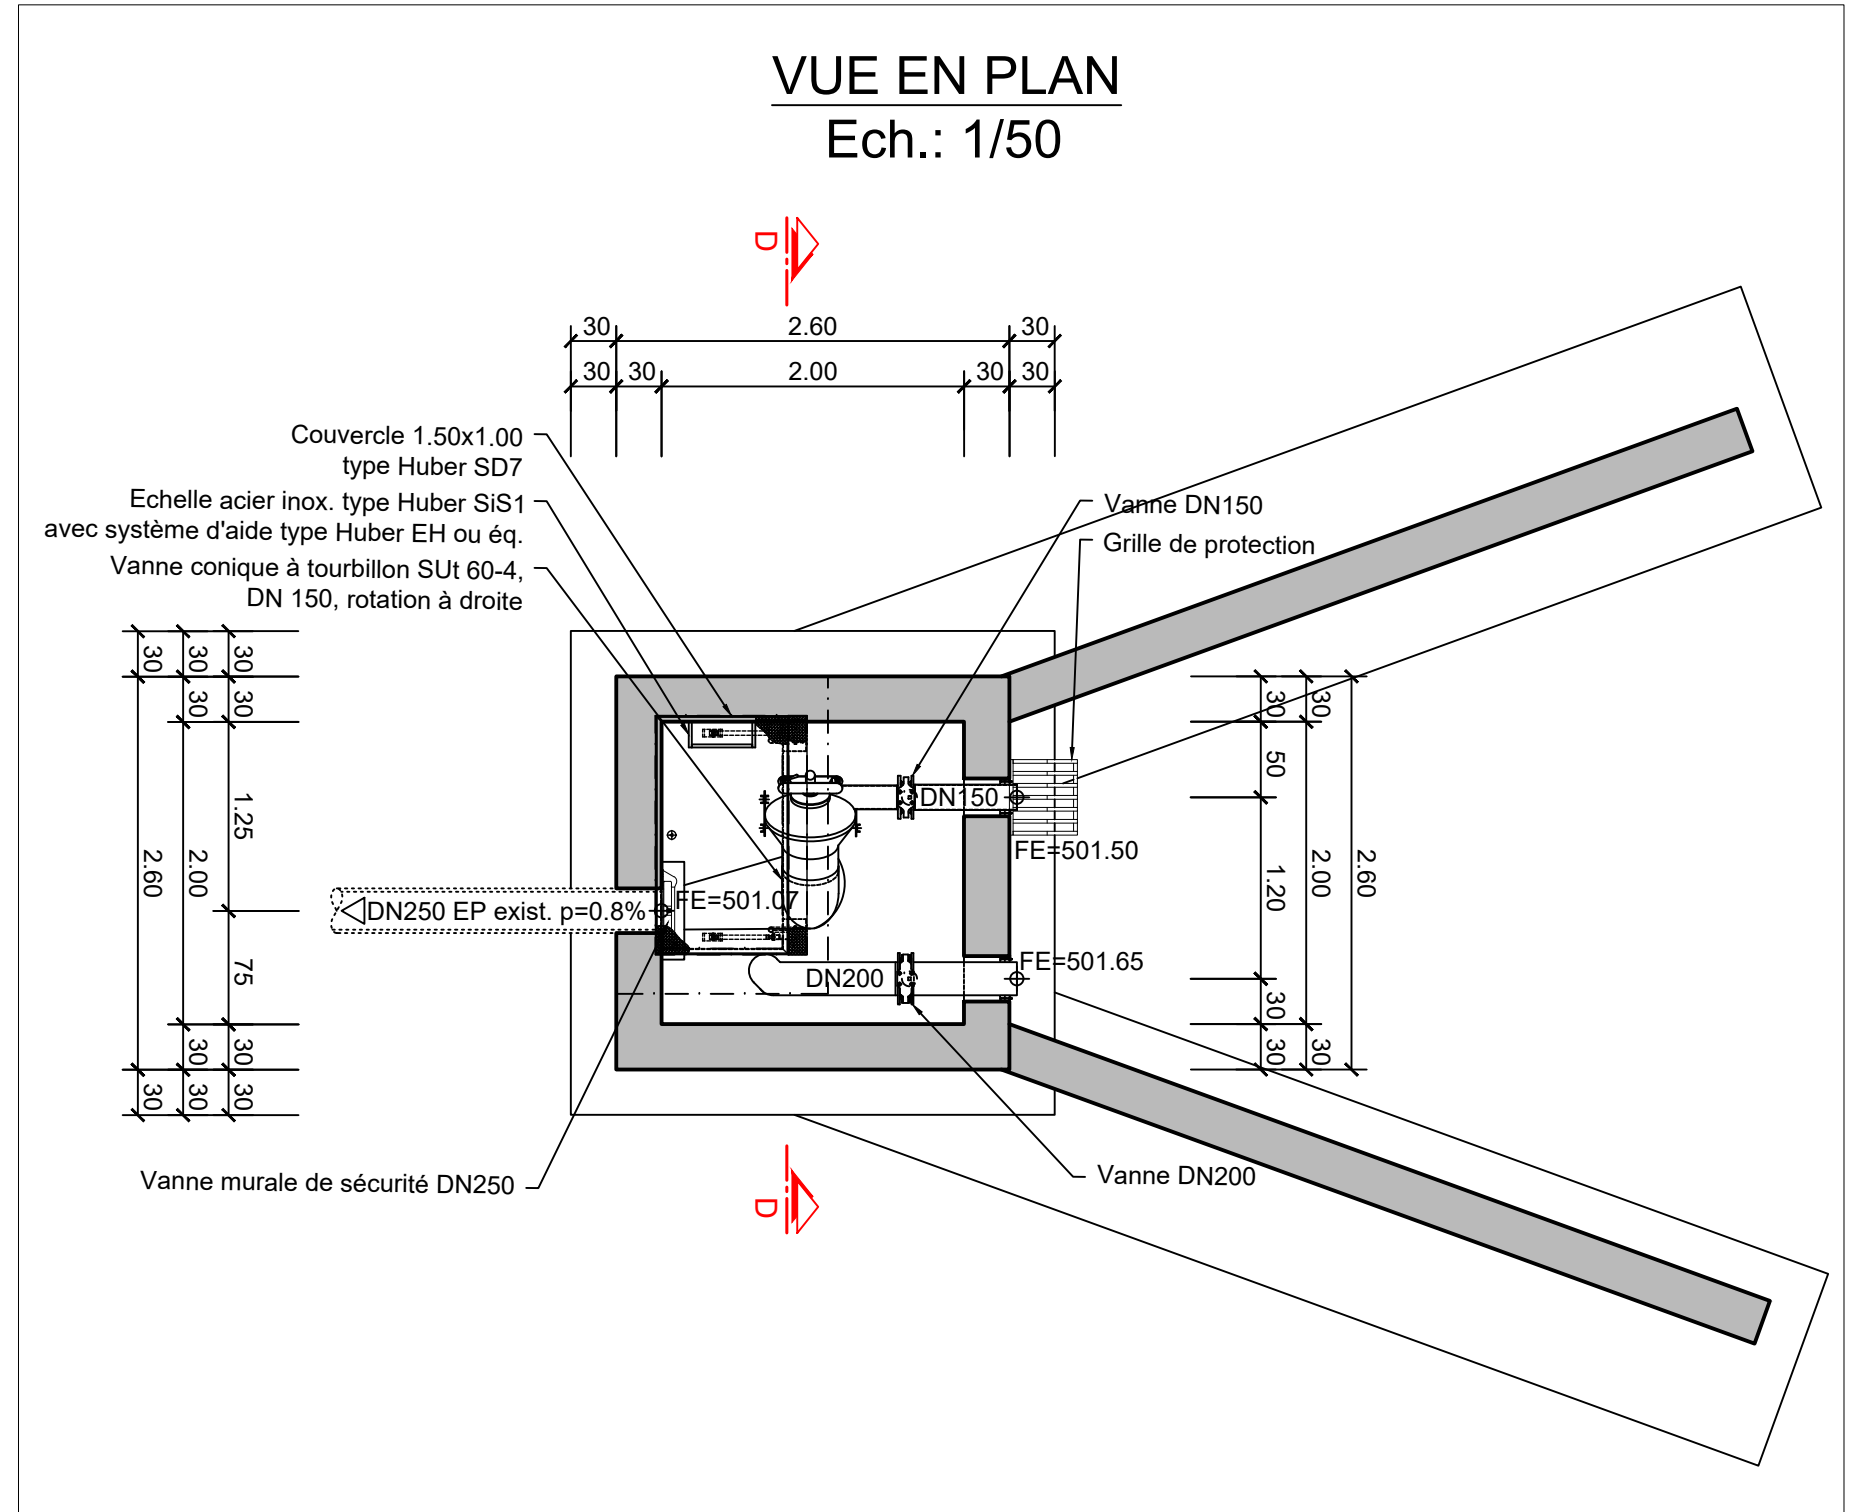 VUE EN PLAN
Ech.: 1/50
D
30 2.60 30
30 30 2.00 30 30
Couvercle 1.50x1.00
type Huber SD7
Echelle acier inox. type Huber SiS1
avec système d'aide type Huber EH ou éq.
Vanne conique à tourbillon SUt 60-4,
DN 150, rotation à droite
Vanne DN150
Grille de protection
30 30 30
30 30
1.25
2.00
2.60
75
30 30
30 30 30
30 30
50
1.20
2.00
2.60
30
30 30
DN150
FE=501.50
FE=501.07
DN250 EP exist. p=0.8%
FE=501.65
DN200
Vanne murale de sécurité DN250
Vanne DN200
D